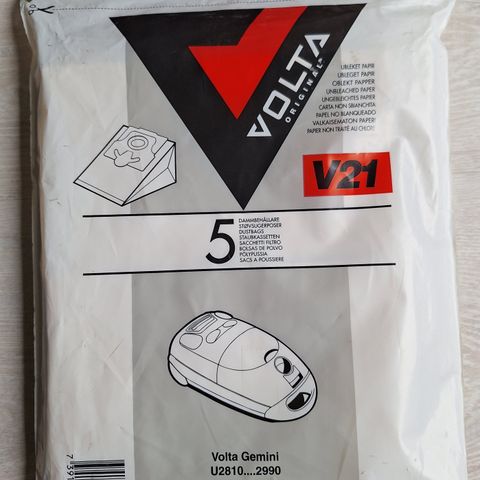 VOLTA
ORIGINAL
UBLEKET PAPIR
UBLEGET PAPIR
OBLEKT PAPPER
UNBLEACHED PAPER
UNGEBLEICHTES PAPIER
CARTA NON SBIANCHITA
PAPEL NO BLANQUEADO
VALKAISEMATON PAPERI
PAPIER NON TRAITÉ AU CHLORE
V21
5
DAMMBEHÅLLARE
STØVSUGERPOSER
DUSTBAGS
STAUBKASSETTEN
SACCHETTI FILTRO
BOLSAS DE POLVO
PÖLYPUSSIA
SACS A POUSSIERE
Volta Gemini
U2810....2990